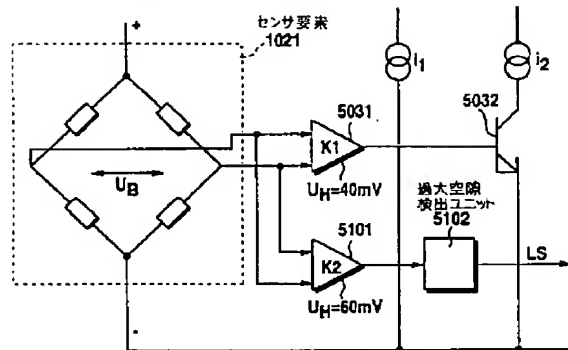 +
センサ要素
1021
I1
i2
5031
5032
K1
UB
UH=40mV
過大空隙
検出ユニット
5102
5101
K2
LS
UH=60mV
-